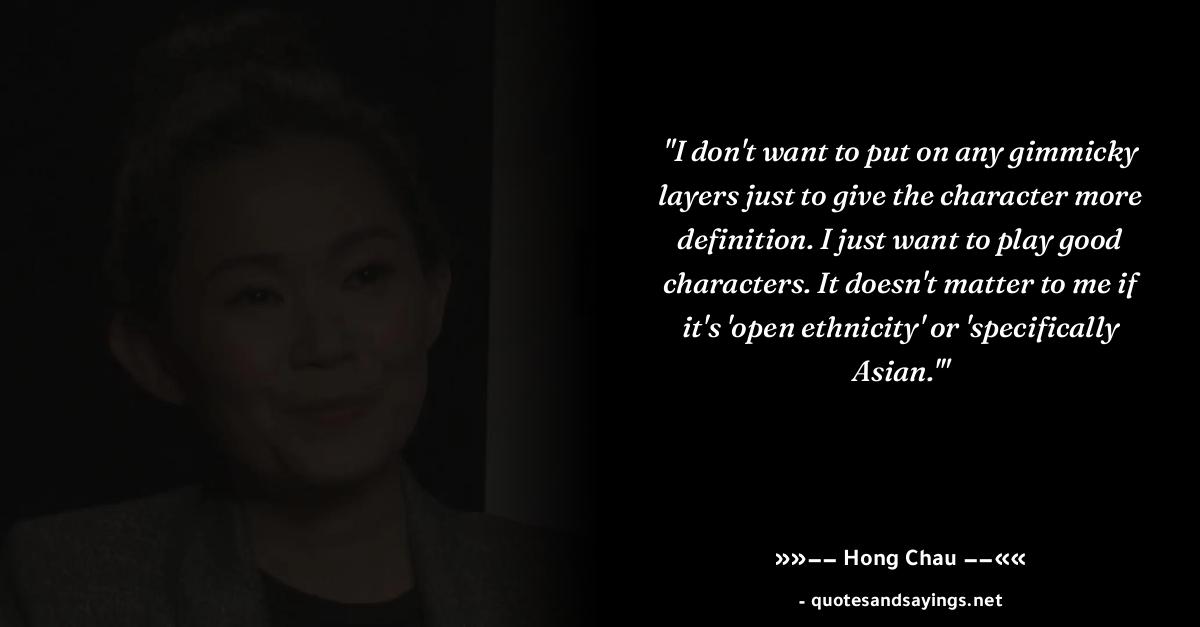 "I don't want to put on any gimmicky
layers just to give the character more
definition. I just want to play good
characters. It doesn't matter to me if
it's 'open ethnicity' or 'specifically
Asian.'"
»»−− Hong Chau −−««
- quotesandsayings.net